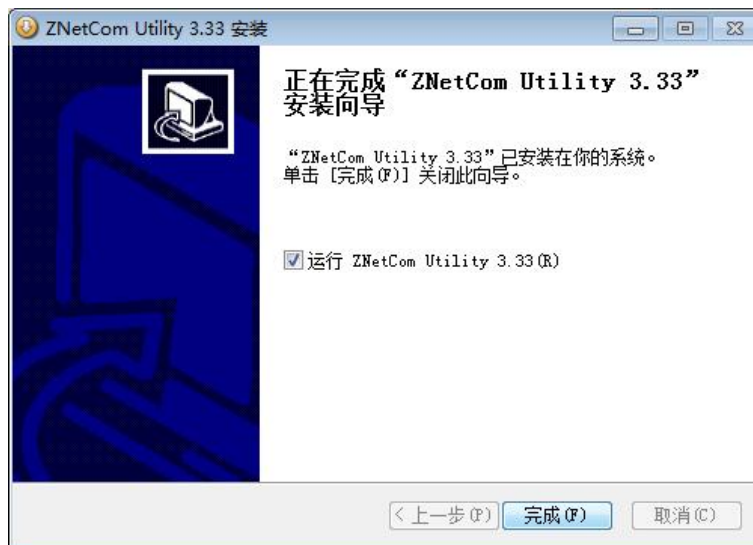 ZNetCom Utility 3.33 安装
正在完成“ZNetCom Utility 3.33”
安装向导
“ZNetCom Utility 3.33”已安装在你的系统。
单击 [完成(F)] 关闭此向导。
运行 ZNetCom Utility 3.33(R)
< 上一步(P)
完成(F)
取消(C)